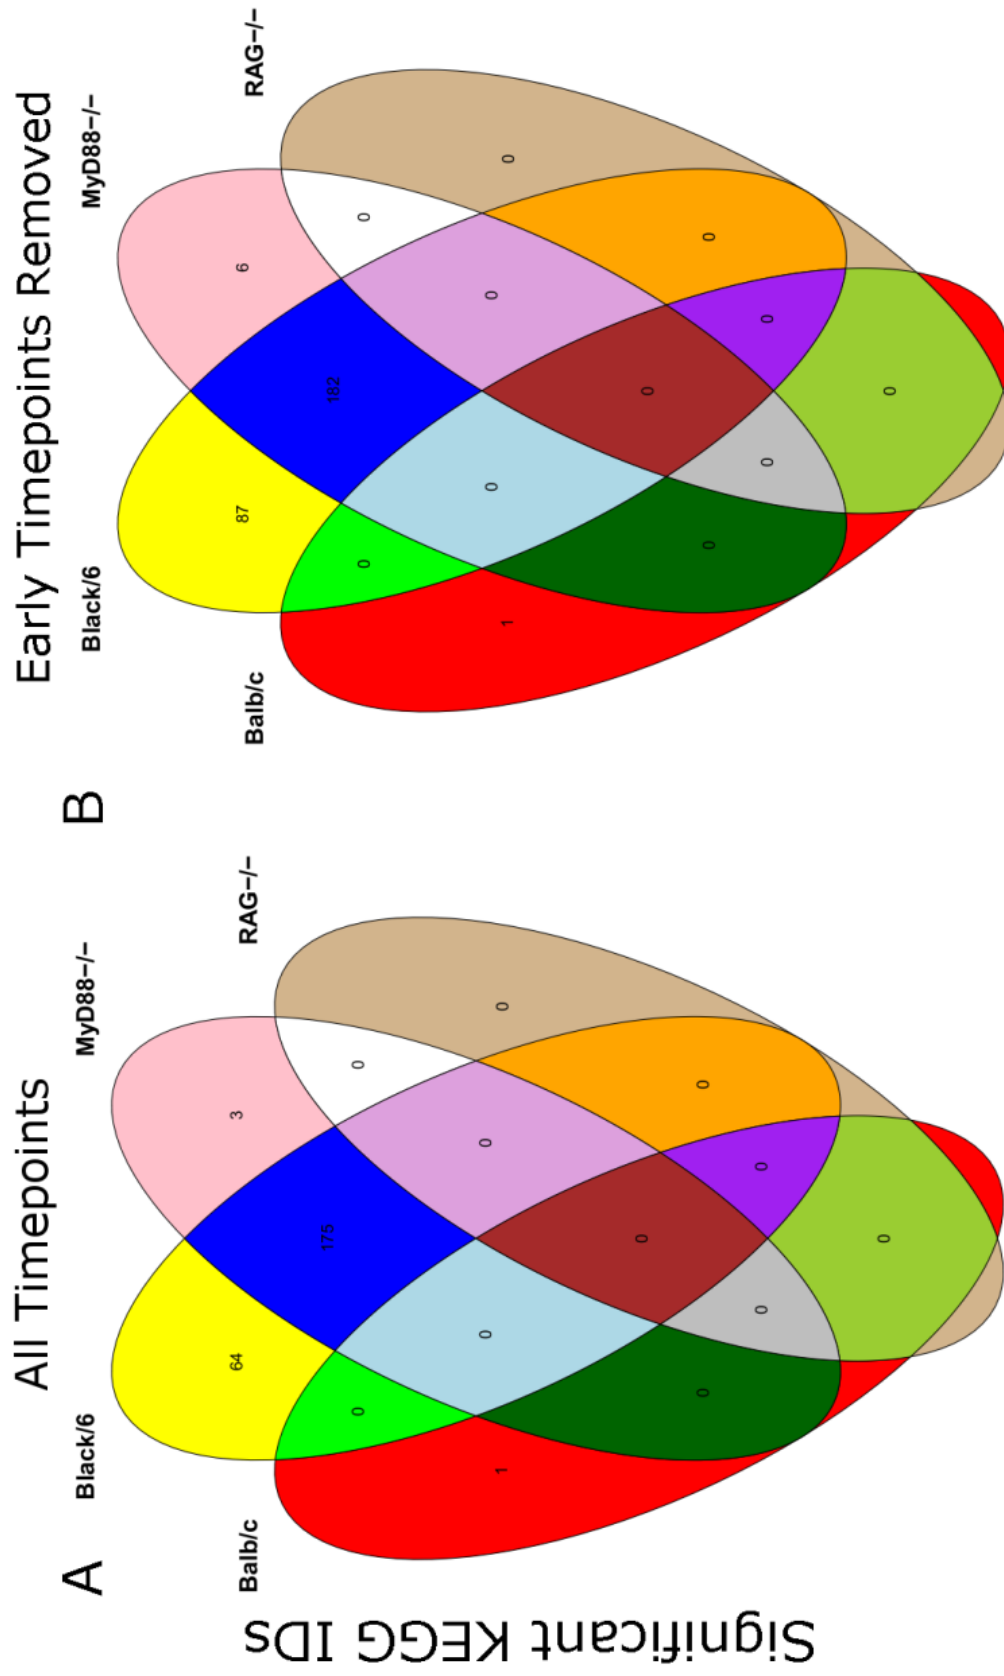 A
All Timepoints
Significant KEGG IDs
Balb/c
Black/6
MyD88−/−
RAG−/−
64
3
175
0
0
1
0
0
0
0
0
0
0
0
0
B
Early Timepoints Removed
Balb/c
Black/6
MyD88−/−
RAG−/−
87
6
182
0
0
1
0
0
0
0
0
0
0
0
0